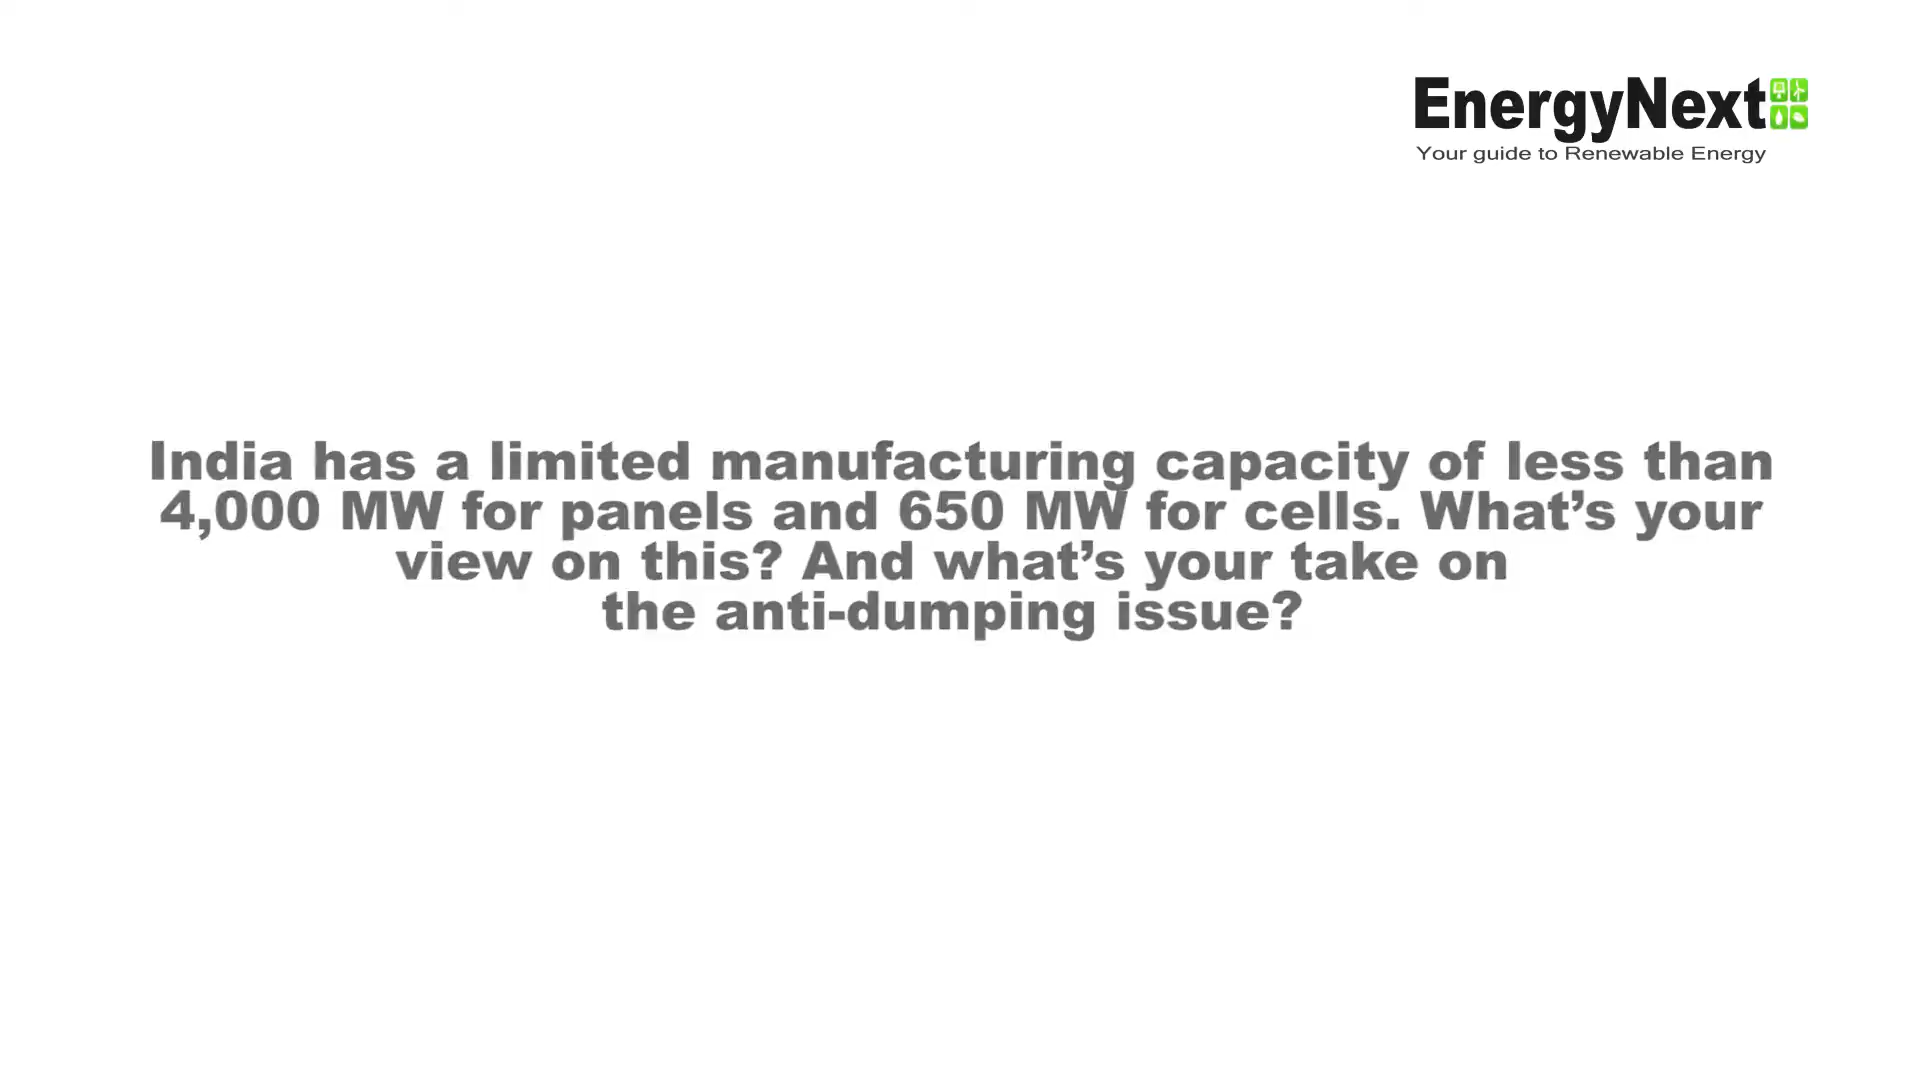 EnergyNext
Your guide to Renewable Energy
India has a limited manufacturing capacity of less than
4,000 MW for panels and 650 MW for cells. What’s your
view on this? And what’s your take on
the anti-dumping issue?